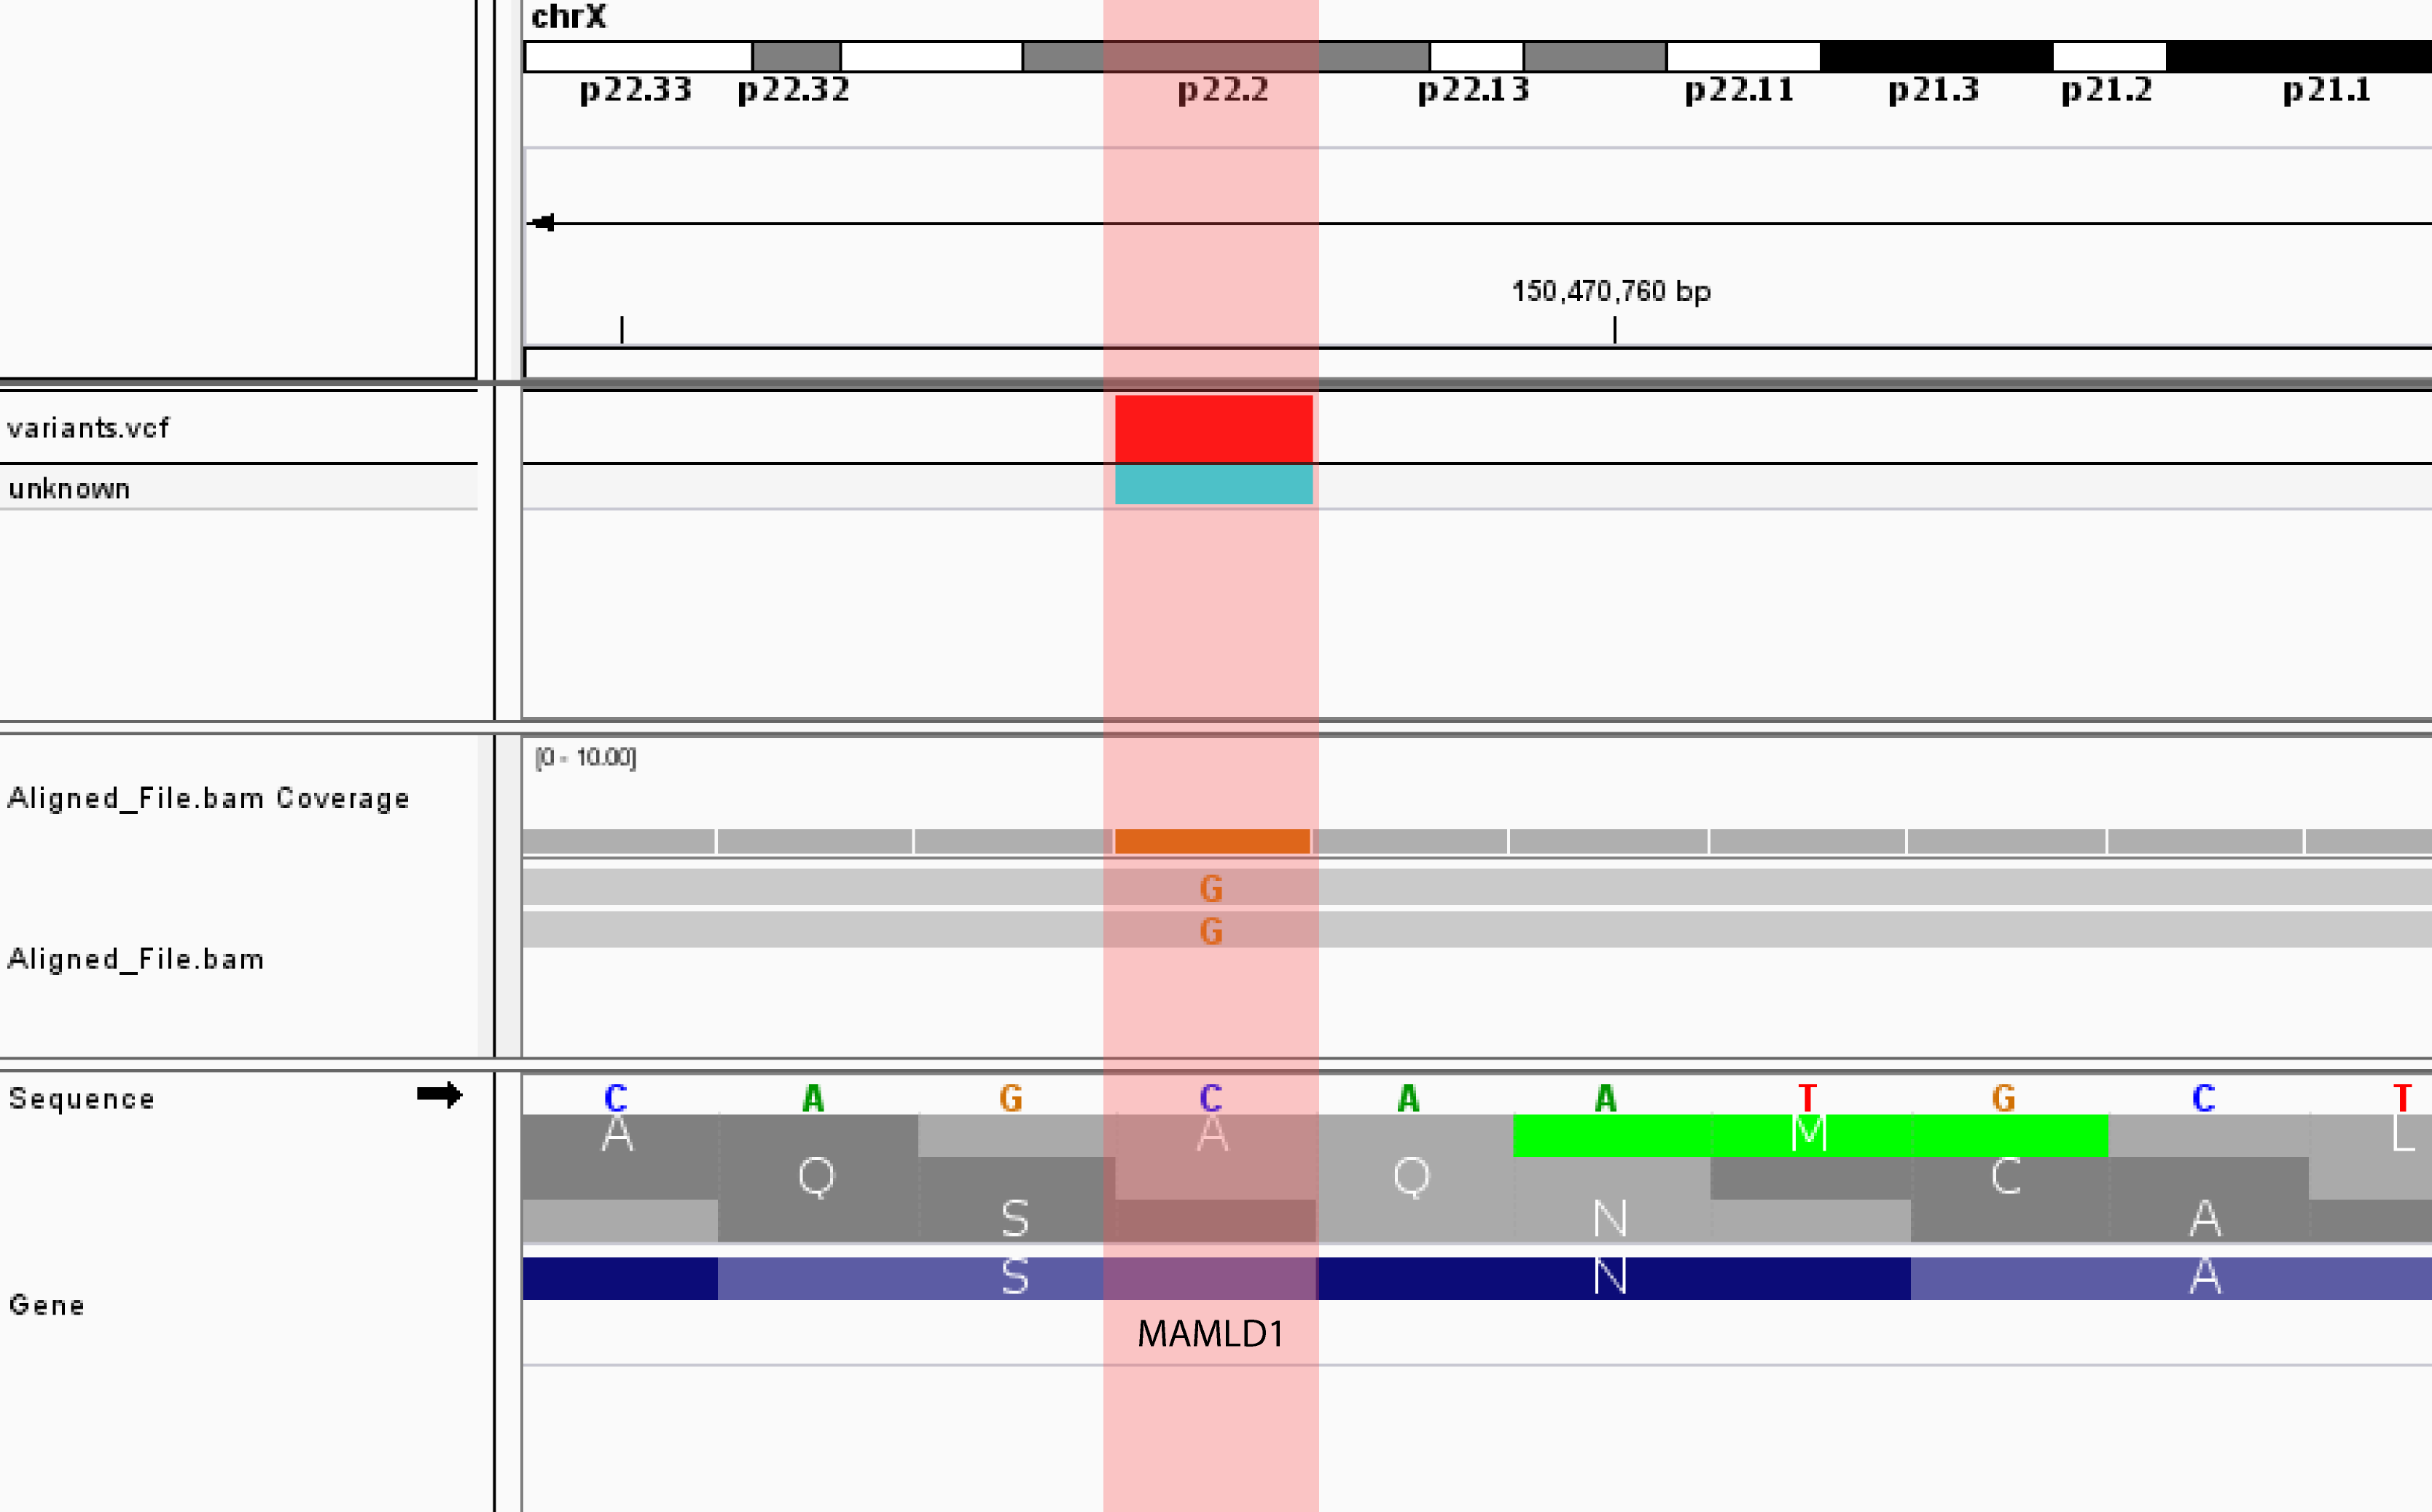 chrX
p22.33 p22.32 p22.2 p22.13 p22.11 p21.3 p21.2 p21.1
150,470,760 bp
variants.vcf
unknown
[0 - 10.00]
Aligned_File.bam Coverage
G
G
Aligned_File.bam
Sequence C A G C A A T G C T
A A M L
Q Q C
S N A
S N A
Gene
MAMLD1